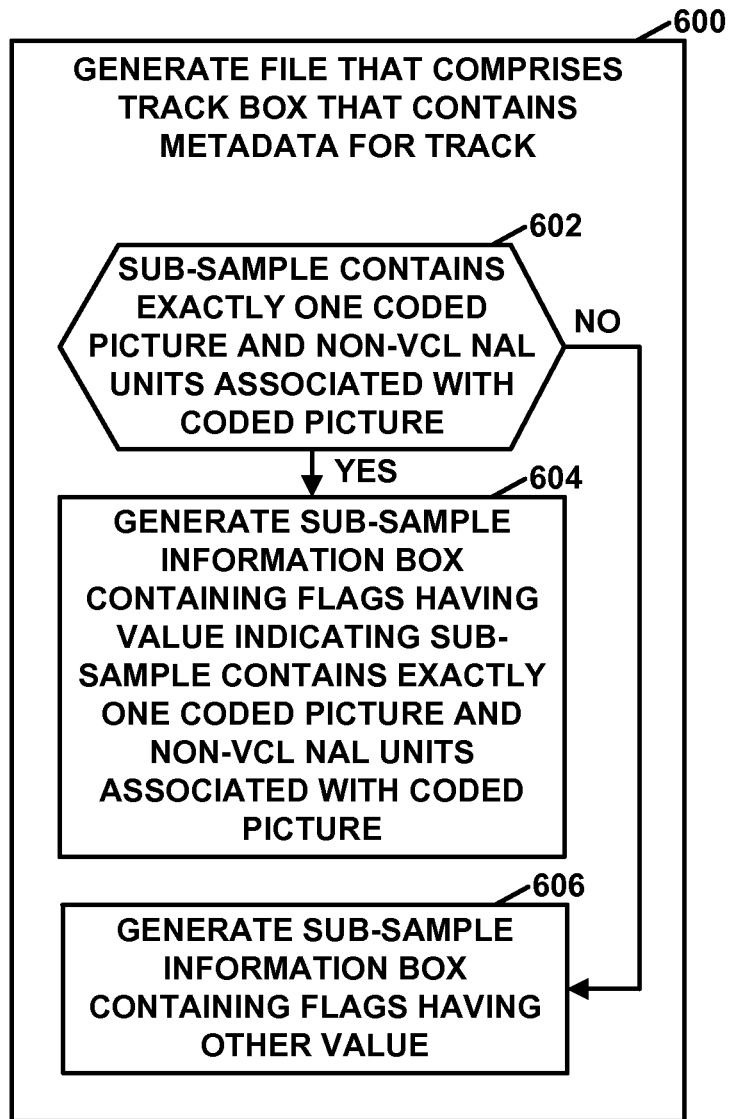 600
GENERATE FILE THAT COMPRISES
TRACK BOX THAT CONTAINS
METADATA FOR TRACK
602
SUB-SAMPLE CONTAINS
EXACTLY ONE CODED
PICTURE AND NON-VCL NAL
UNITS ASSOCIATED WITH
CODED PICTURE
NO
YES
604
GENERATE SUB-SAMPLE
INFORMATION BOX
CONTAINING FLAGS HAVING
VALUE INDICATING SUB-
SAMPLE CONTAINS EXACTLY
ONE CODED PICTURE AND
NON-VCL NAL UNITS
ASSOCIATED WITH CODED
PICTURE
606
GENERATE SUB-SAMPLE
INFORMATION BOX
CONTAINING FLAGS HAVING
OTHER VALUE